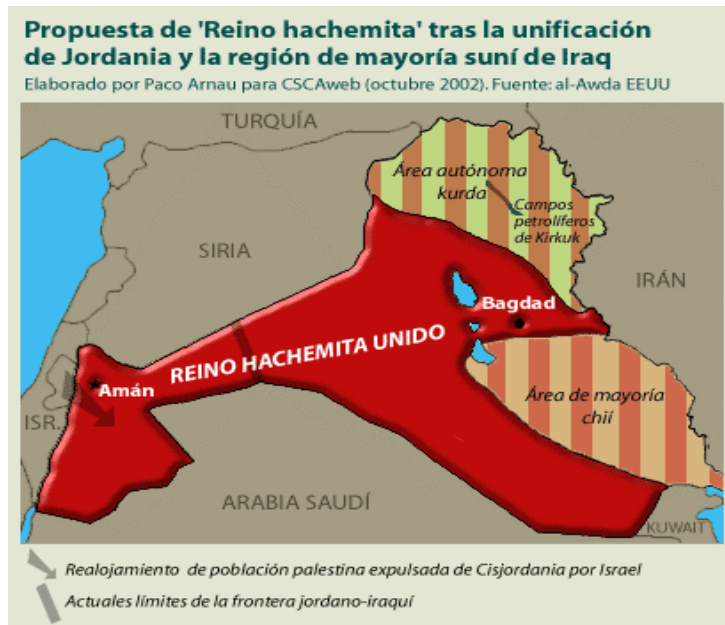 Propuesta de 'Reino hachemita' tras la unificación
de Jordania y la región de mayoría suní de Iraq
Elaborado por Paco Arnau para CSCAweb (octubre 2002). Fuente: al-Awda EEUU
TURQUÍA
Área autónoma
kurda
Campos
petrolíferos
de Kirkuk
SIRIA
IRÁN
Bagdad
REINO HACHEMITA UNIDO
Amán
ISR.
Área de mayoría
chií
ARABIA SAUDÍ
KUWAIT
Realojamiento de población palestina expulsada de Cisjordania por Israel
Actuales límites de la frontera jordano-iraquí